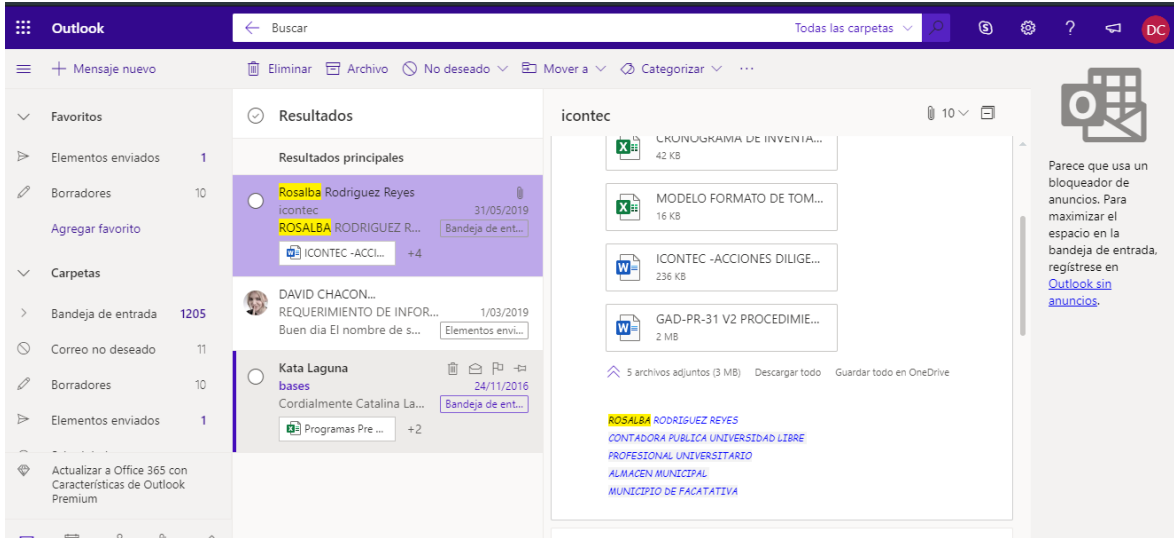 Outlook
Buscar
Todas las carpetas
?
DC
Mensaje nuevo
Eliminar
Archivo
No deseado
Mover a
Categorizar
...
Favoritos
Elementos enviados 1
Borradores 10
Agregar favorito
Carpetas
Bandeja de entrada 1205
Correo no deseado 11
Borradores 10
Elementos enviados 1
Actualizar a Office 365 con
Características de Outlook
Premium
Resultados
Resultados principales
Rosalba Rodriguez Reyes
icontec 31/05/2019
ROSALBA RODRIGUEZ R... Bandeja de ent...
ICONTEC -ACCI... +4
DAVID CHACON...
REQUERIMIENTO DE INFOR... 1/03/2019
Buen dia El nombre de s... Elementos envi...
Kata Laguna
bases 24/11/2016
Cordialmente Catalina La... Bandeja de ent...
Programas Pre ... +2
icontec 10
CRONOGRAMA DE INVENTA...
42 KB
MODELO FORMATO DE TOM...
16 KB
ICONTEC -ACCIONES DILIGE...
236 KB
GAD-PR-31 V2 PROCEDIMIE...
2 MB
5 archivos adjuntos (3 MB) Descargar todo Guardar todo en OneDrive
ROSALBA RODRIGUEZ REYES
CONTADORA PUBLICA UNIVERSIDAD LIBRE
PROFESIONAL UNIVERSITARIO
ALMACEN MUNICIPAL
MUNICIPIO DE FACATATIVA
Parece que usa un
bloqueador de
anuncios. Para
maximizar el
espacio en la
bandeja de entrada,
regístrese en
Outlook sin
anuncios.